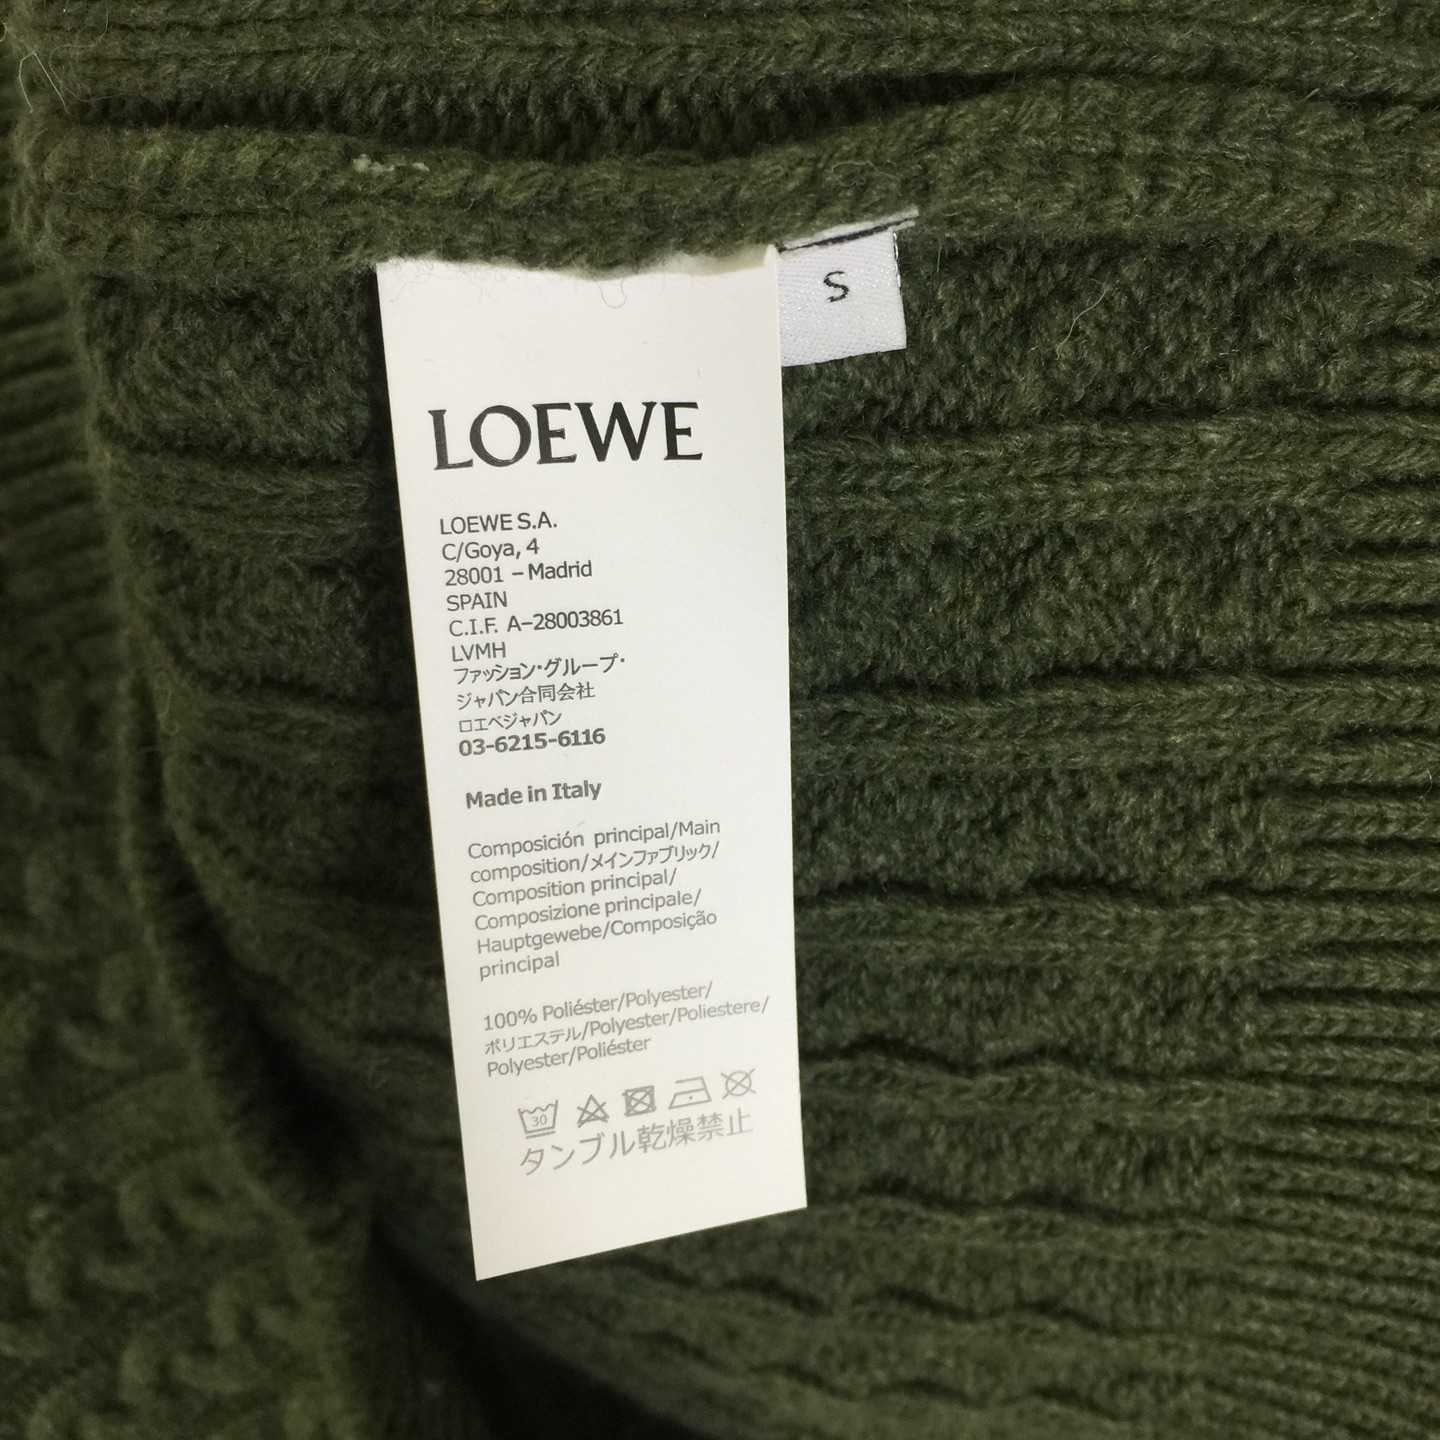 S
LOEWE
LOEWE S.A.
C/Goya, 4
28001 – Madrid
SPAIN
C.I.F. A–28003861
LVMH
ファッション・グループ・
ジャパン合同会社
ロエベジャパン
03-6215-6116
Made in Italy
Composición principal/Main
composition/メインファブリック/
Composition principal/
Composizione principale/
Hauptgewebe/Composição
principal
100% Poliéster/Polyester/
ポリエステル/Polyester/Poliestere/
Polyester/Poliéster
30
タンブル乾燥禁止